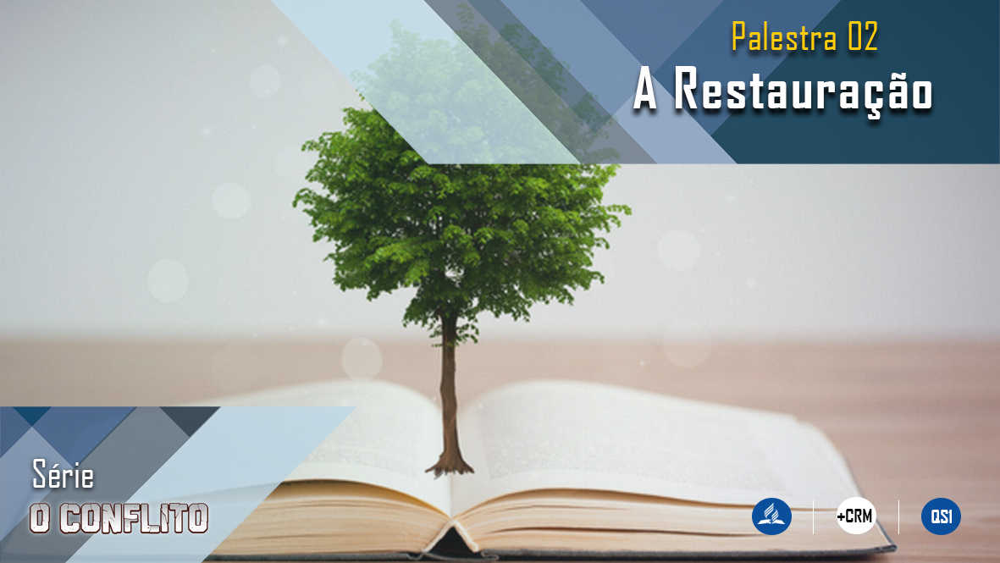 Palestra 02
A Restauração
Série
O CONFLITO
+CRM
QS1